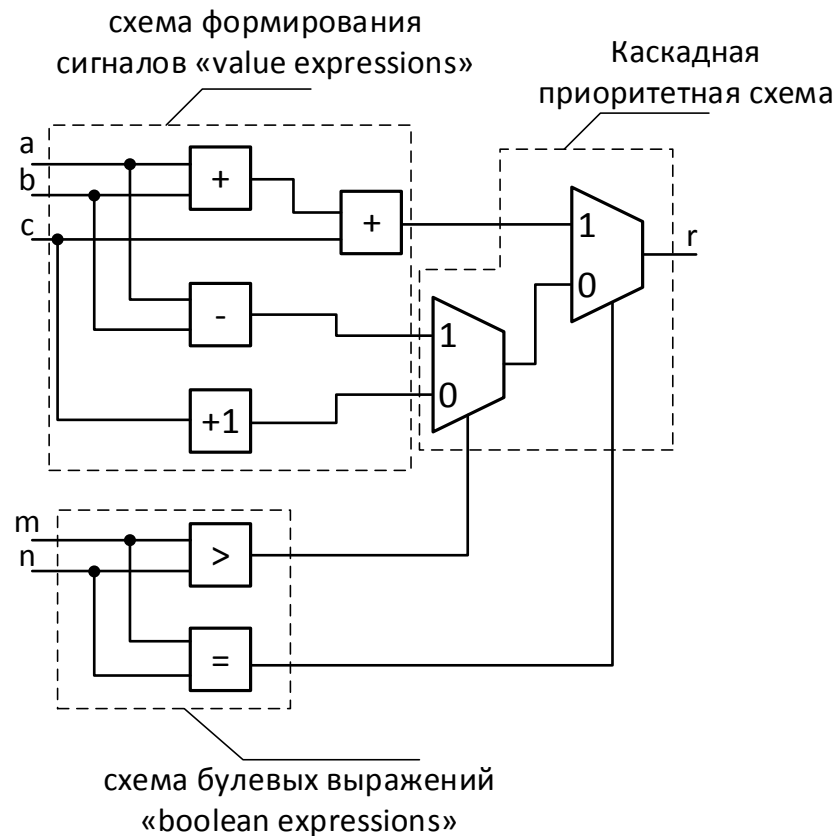 схема формирования
сигналов «value expressions»
Каскадная
приоритетная схема
a
b
c
+
+
-
+1
1
0
1
0
r
m
n
>
=
схема булевых выражений
«boolean expressions»